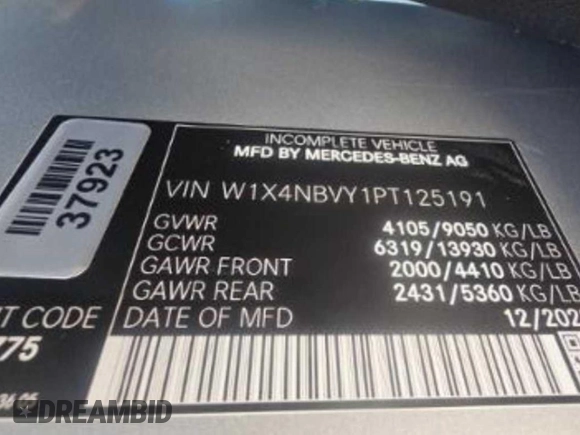 37923
INCOMPLETE VEHICLE
MFD BY MERCEDES-BENZ AG
VIN W1X4NBVY1PT125191
GVWR 4105/9050 KG/LB
GCWR 6319/13930 KG/LB
GAWR FRONT 2000/4410 KG/LB
GAWR REAR 2431/5360 KG/LB
DATE OF MFD 12/202
T CODE
775
DREAMBID